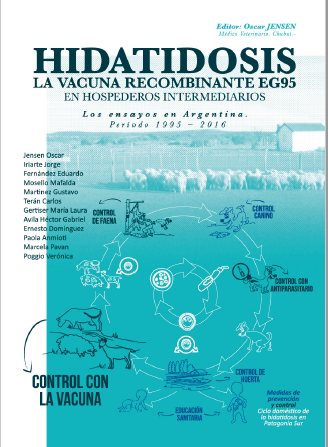 Editor: Oscar JENSEN
Médico Veterinario. Chubut.-
HIDATIDOSIS
LA VACUNA RECOMBINANTE EG95
EN HOSPEDEROS INTERMEDIARIOS
Los ensayos en Argentina.
Período 1995 – 2016
Jensen Oscar
Iriarte Jorge
Fernández Eduardo
Mosello Mafalda
Martínez Gustavo
Terán Carlos
Gertiser María Laura
Avila Héctor Gabriel
Ernesto Dominguez
Paola Anmioti
Marcela Pavan
Poggio Verónica
CONTROL
DE FAENA
CONTROL
CANINO
CONTROL CON
ANTIPARASITARIO
CONTROL DE
HUERTA
EDUCACIÓN
SANITARIA
CONTROL CON
LA VACUNA
Medidas de
prevención
y control
Ciclo doméstico de
la hidatidosis en
Patagonia Sur